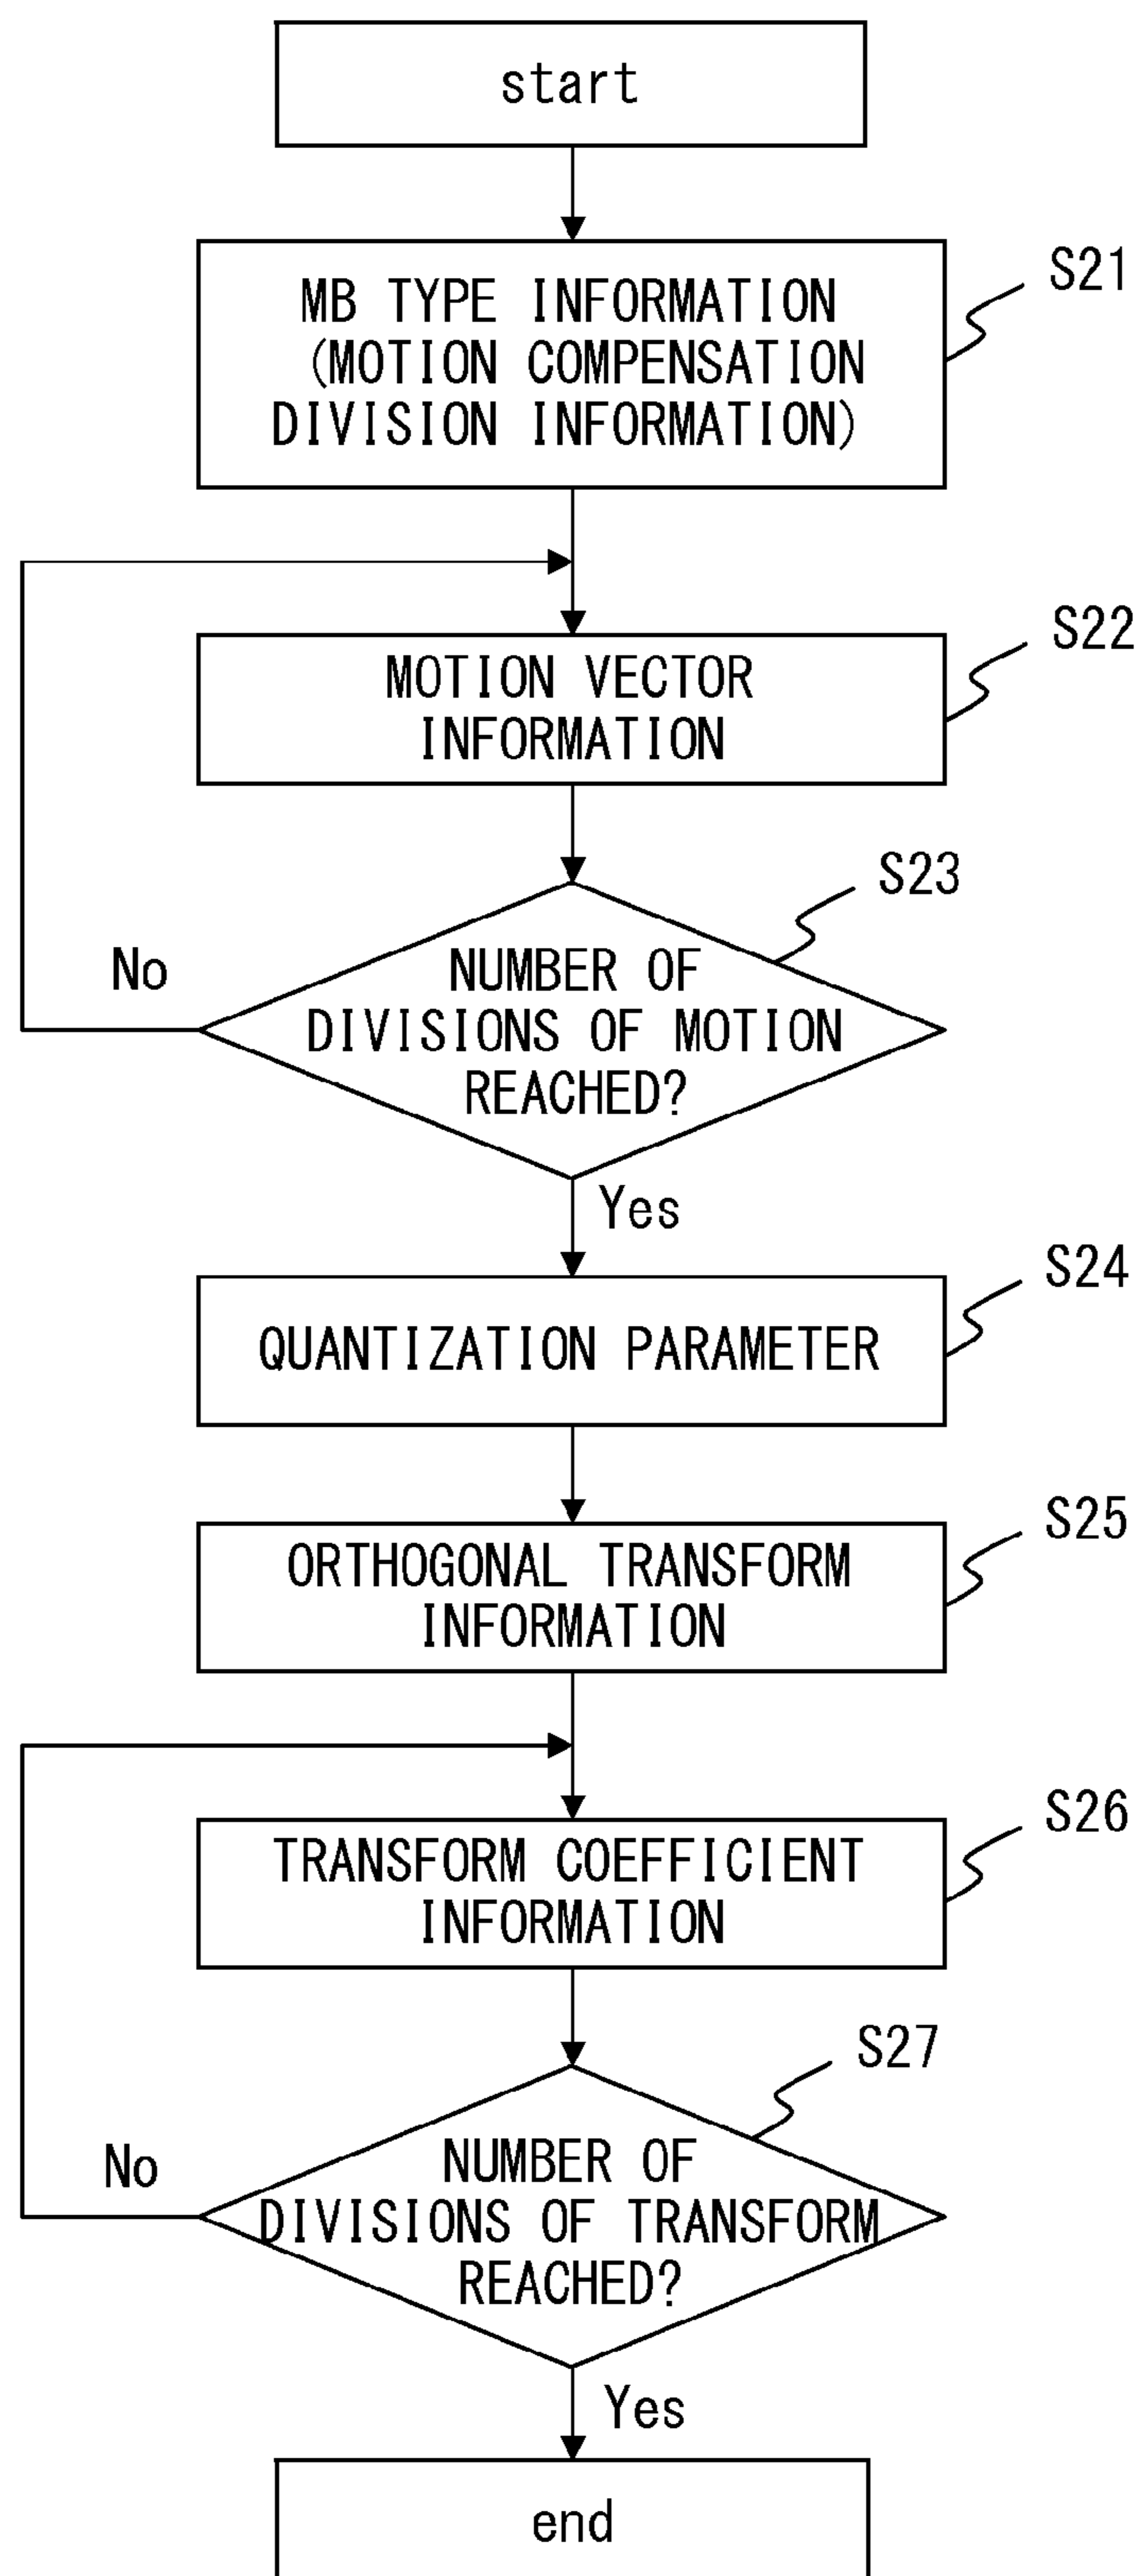 start
S21
MB TYPE INFORMATION
(MOTION COMPENSATION
DIVISION INFORMATION)
S22
MOTION VECTOR
INFORMATION
S23
No
NUMBER OF
DIVISIONS OF MOTION
REACHED?
Yes
S24
QUANTIZATION PARAMETER
S25
ORTHOGONAL TRANSFORM
INFORMATION
S26
TRANSFORM COEFFICIENT
INFORMATION
S27
No
NUMBER OF
DIVISIONS OF TRANSFORM
REACHED?
Yes
end